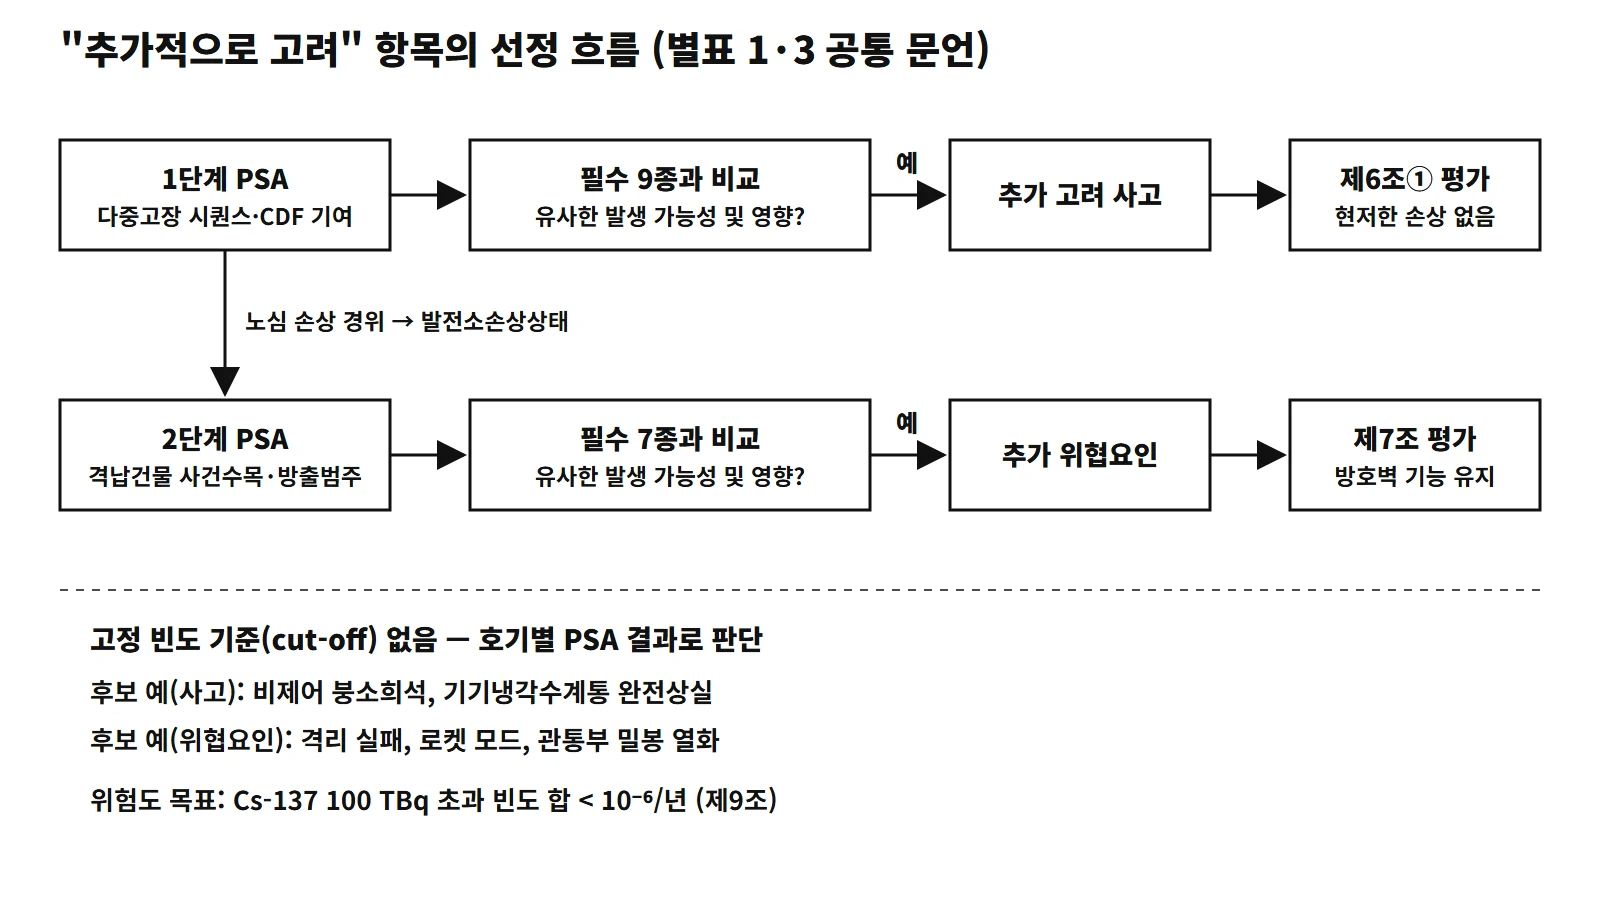 "추가적으로 고려" 항목의 선정 흐름 (별표 1·3 공통 문언)
1단계 PSA
다중고장 시퀀스·CDF 기여
필수 9종과 비교
유사한 발생 가능성 및 영향?
예
추가 고려 사고
제6조① 평가
현저한 손상 없음
노심 손상 경위 → 발전소손상상태
2단계 PSA
격납건물 사건수목·방출범주
필수 7종과 비교
유사한 발생 가능성 및 영향?
예
추가 위협요인
제7조 평가
방호벽 기능 유지
고정 빈도 기준(cut-off) 없음 — 호기별 PSA 결과로 판단
후보 예(사고): 비제어 붕소희석, 기기냉각수계통 완전상실
후보 예(위협요인): 격리 실패, 로켓 모드, 관통부 밀봉 열화
위험도 목표: Cs-137 100 TBq 초과 빈도 합 < 10⁻⁶/년 (제9조)